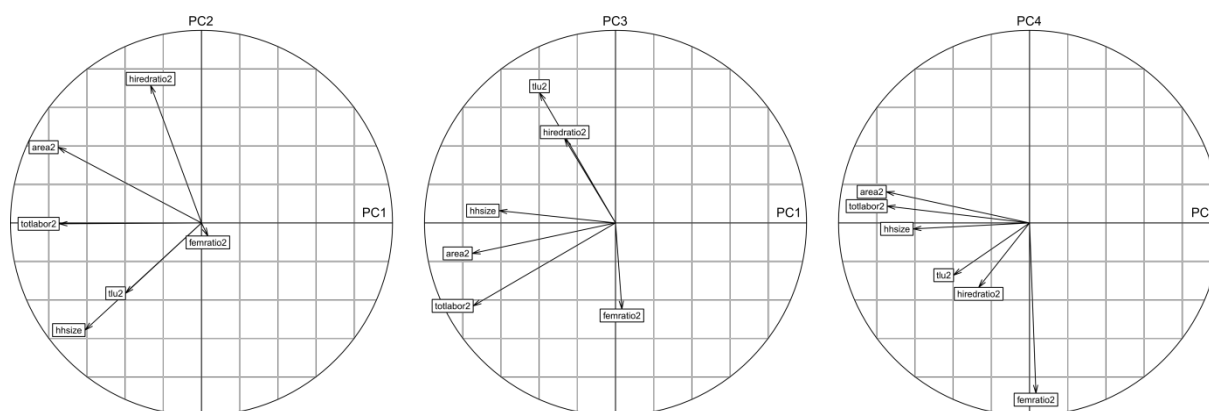 PC2
hiredratio2
area2
totlabor2
PC1
femratio2
tlu2
hhsize
PC3
tlu2
hiredratio2
PC1
hhsize
area2
totlabor2
femratio2
PC4
area2
totlabor2
PC
hhsize
tlu2
hiredratio2
femratio2